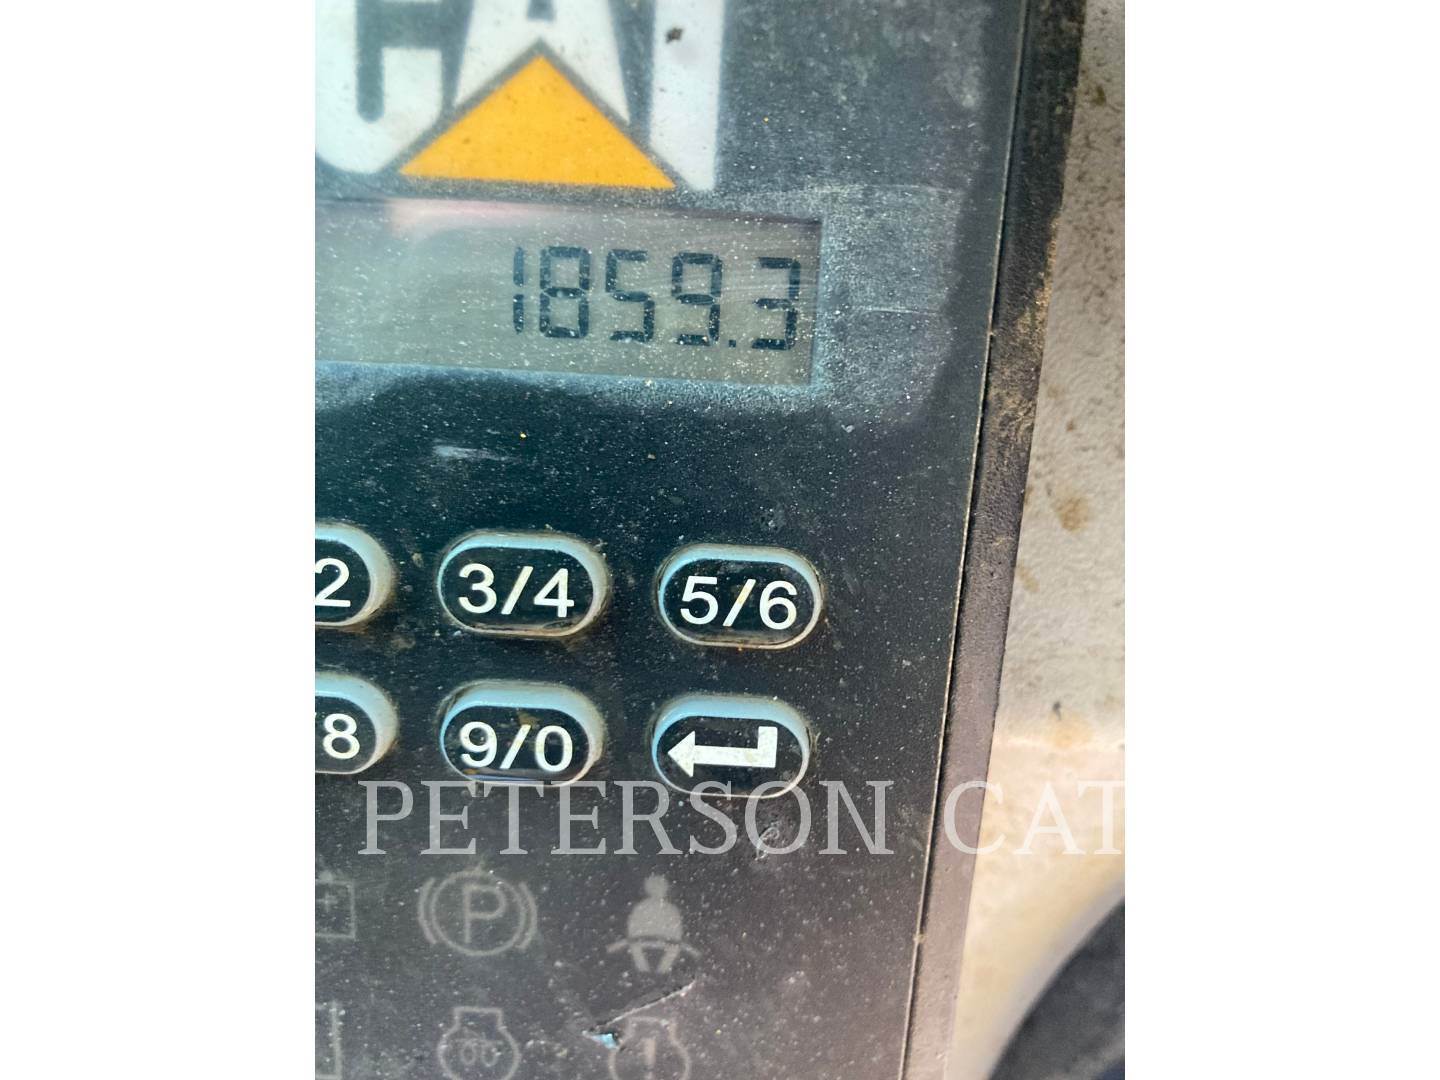 CAT
1859.3
2 3/4 5/6
8 9/0
PETERSON CAT
P